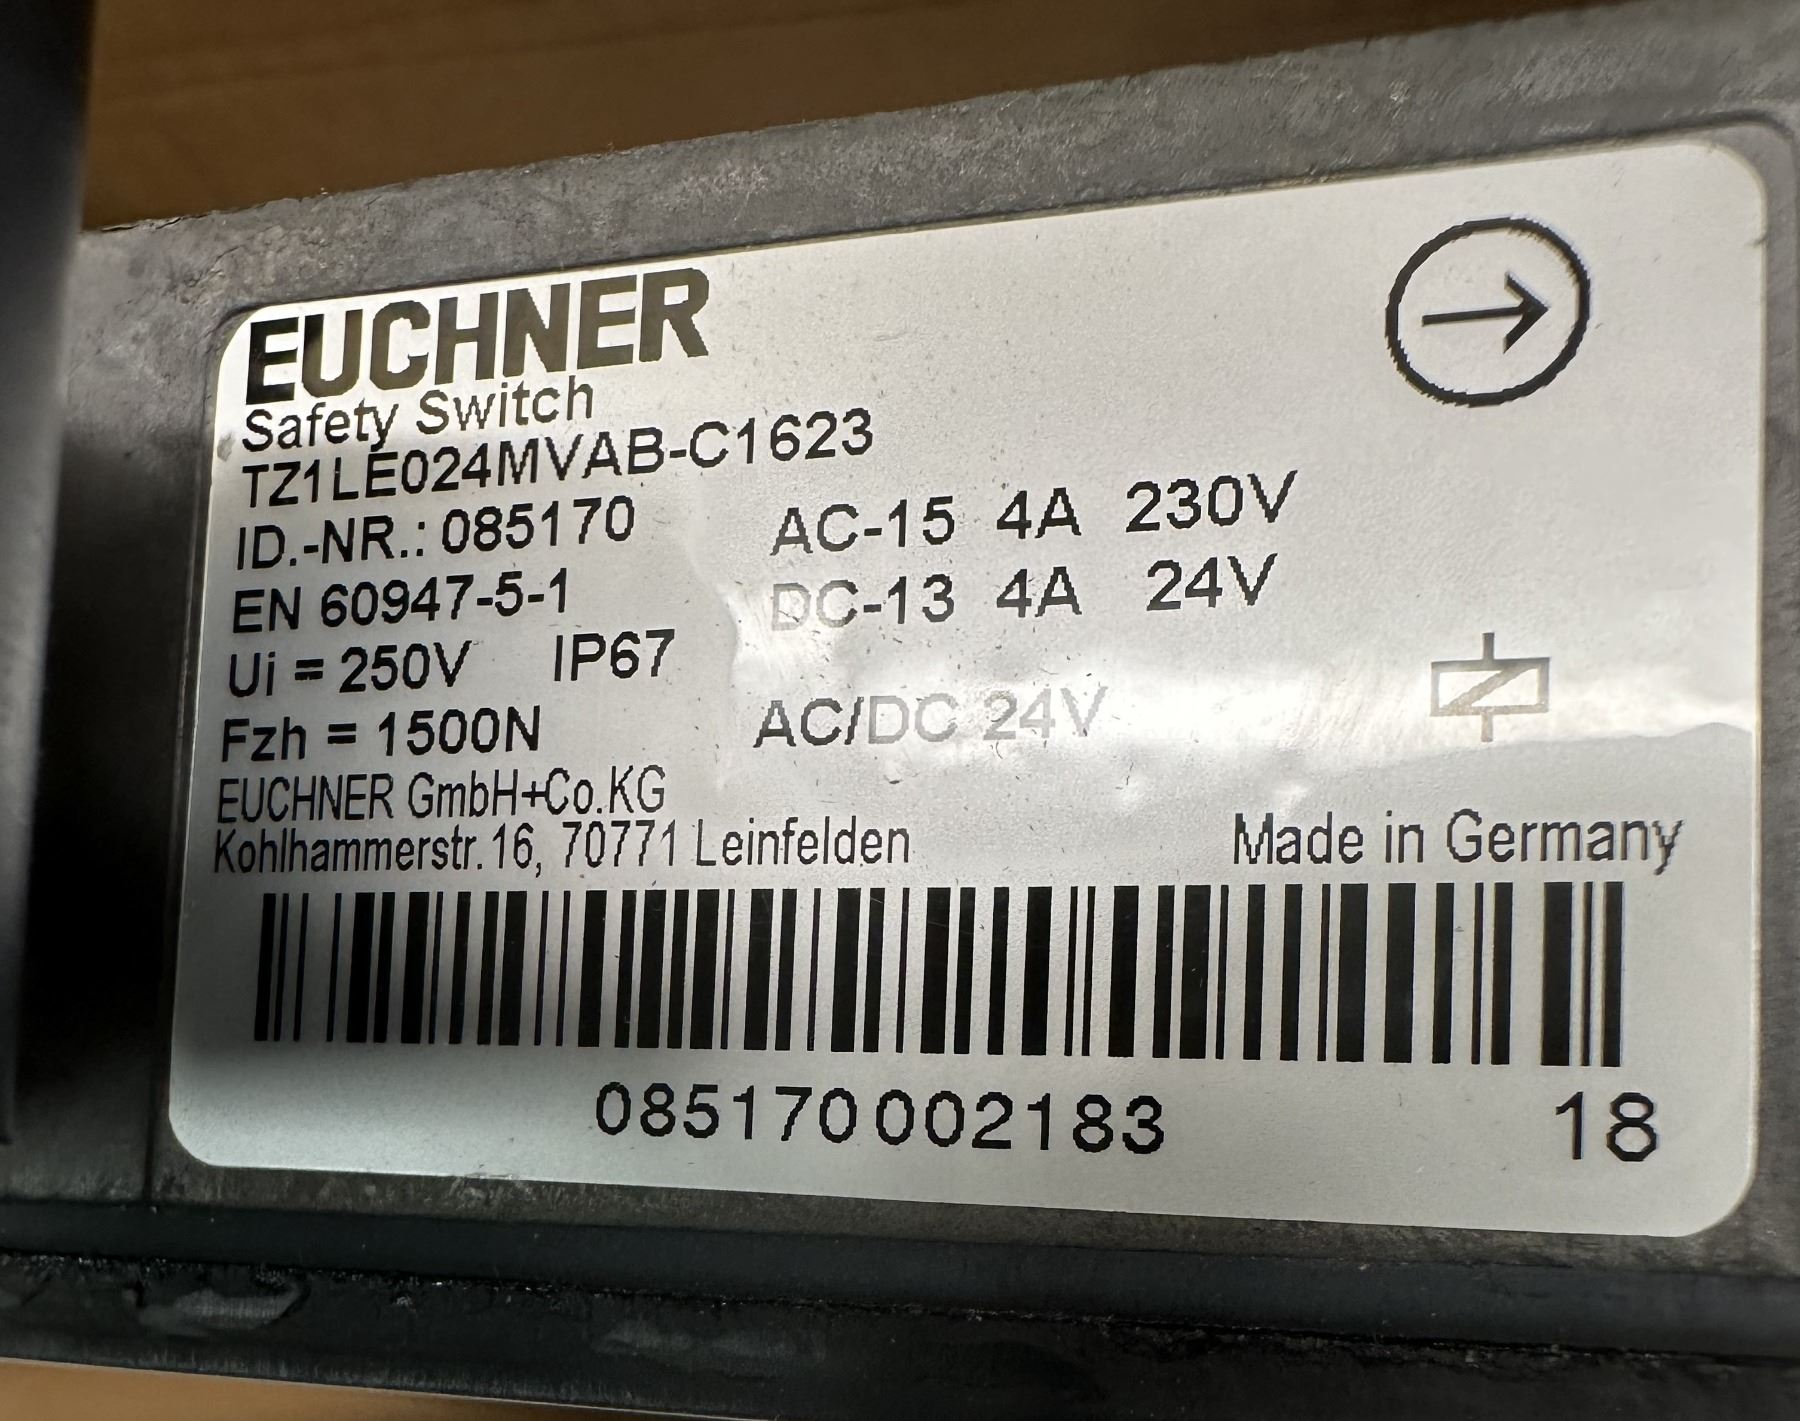 EUCHNER
Safety Switch
TZ1LE024MVAB-C1623
ID.-NR.: 085170 AC-15 4A 230V
EN 60947-5-1 DC-13 4A 24V
Ui = 250V IP67
Fzh = 1500N AC/DC 24V
EUCHNER GmbH+Co.KG
Kohlhammerstr.16, 70771 Leinfelden Made in Germany
085170002183 18